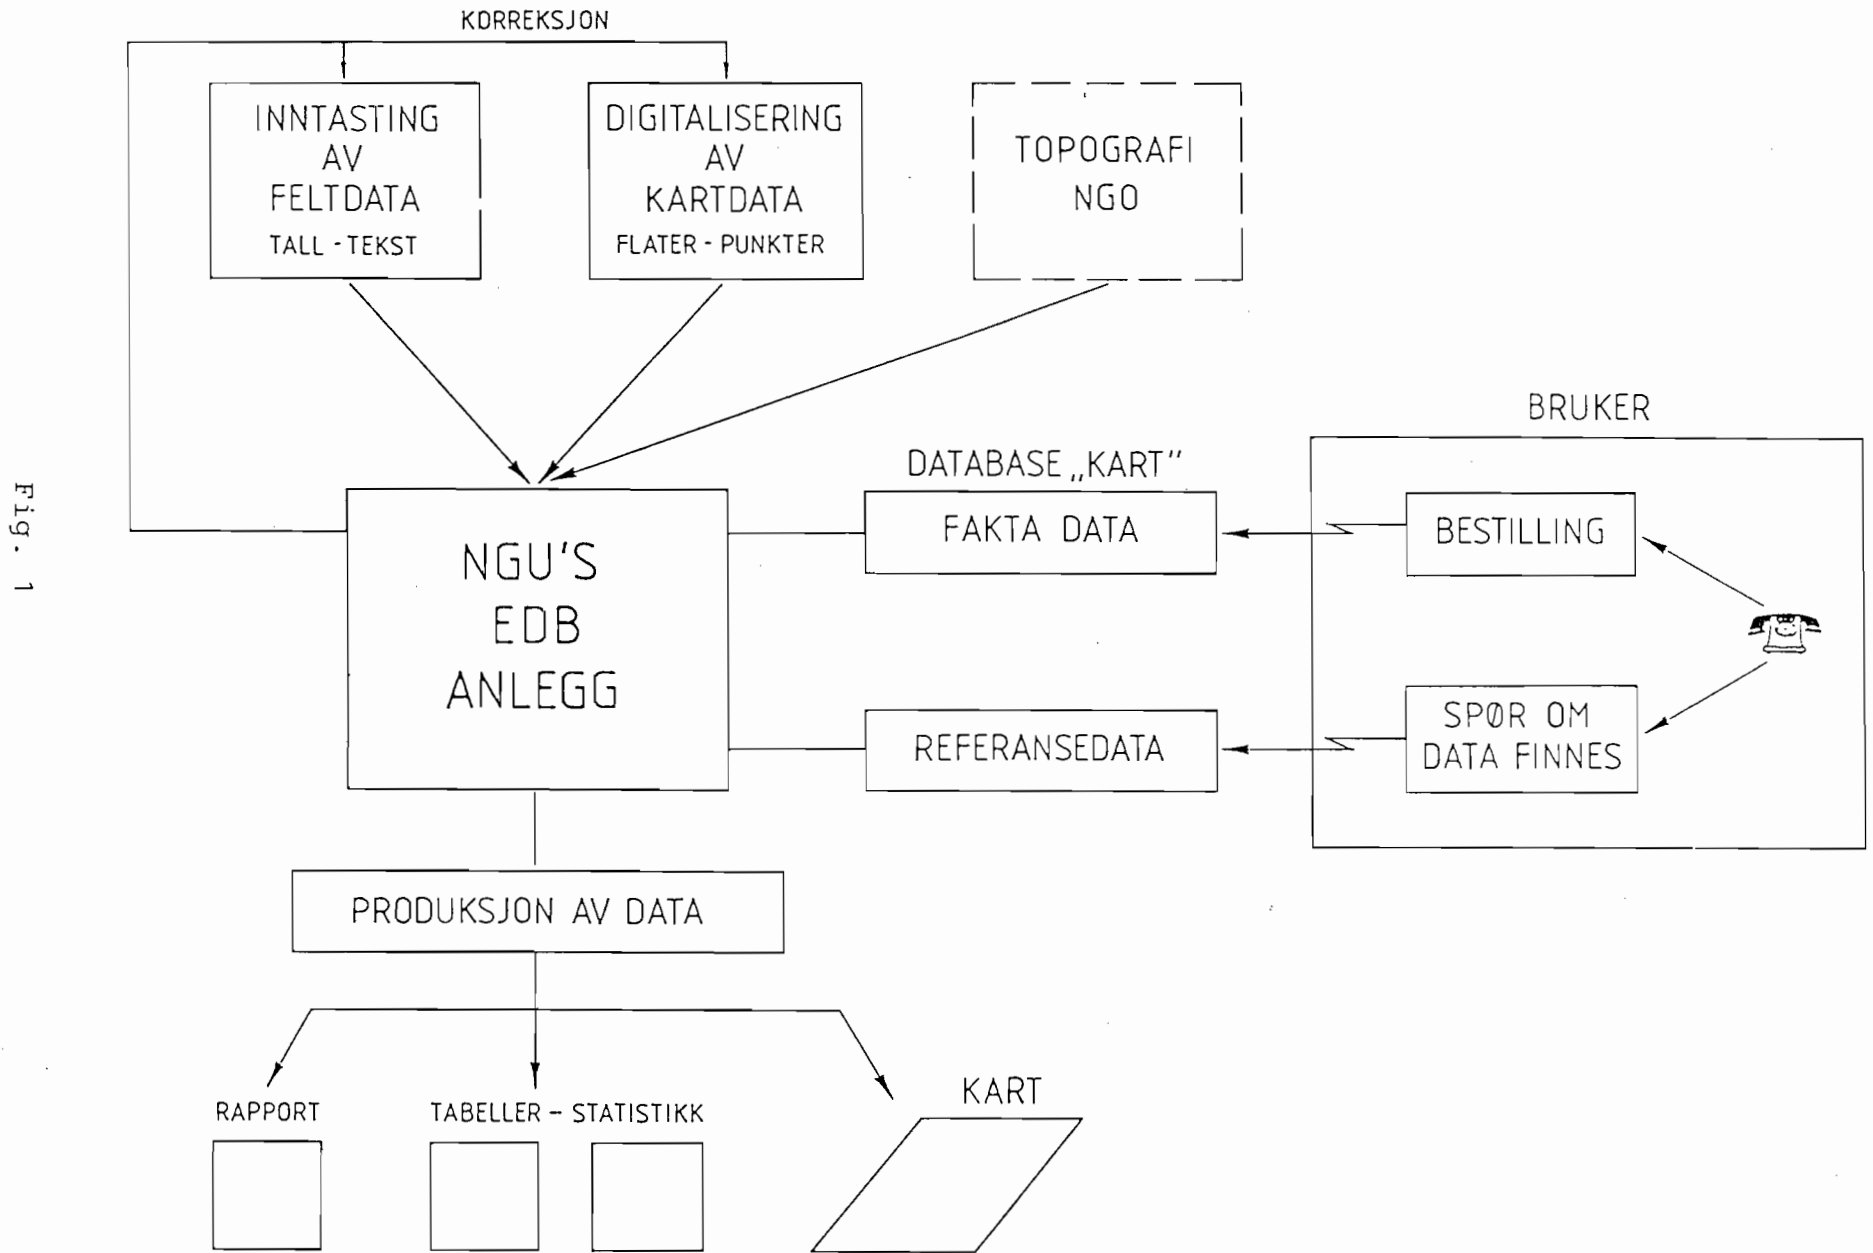 KORREKSJON
INNTASTING
AV
FELTDATA
TALL - TEKST
DIGITALISERING
AV
KARTDATA
FLATER - PUNKTER
TOPOGRAFI
NGO
BRUKER
DATABASE „KART"
FAKTA DATA
BESTILLING
NGU'S
EDB
ANLEGG
REFERANSEDATA
SPØR OM
DATA FINNES
PRODUKSJON AV DATA
RAPPORT
TABELLER - STATISTIKK
KART
Fig. 1